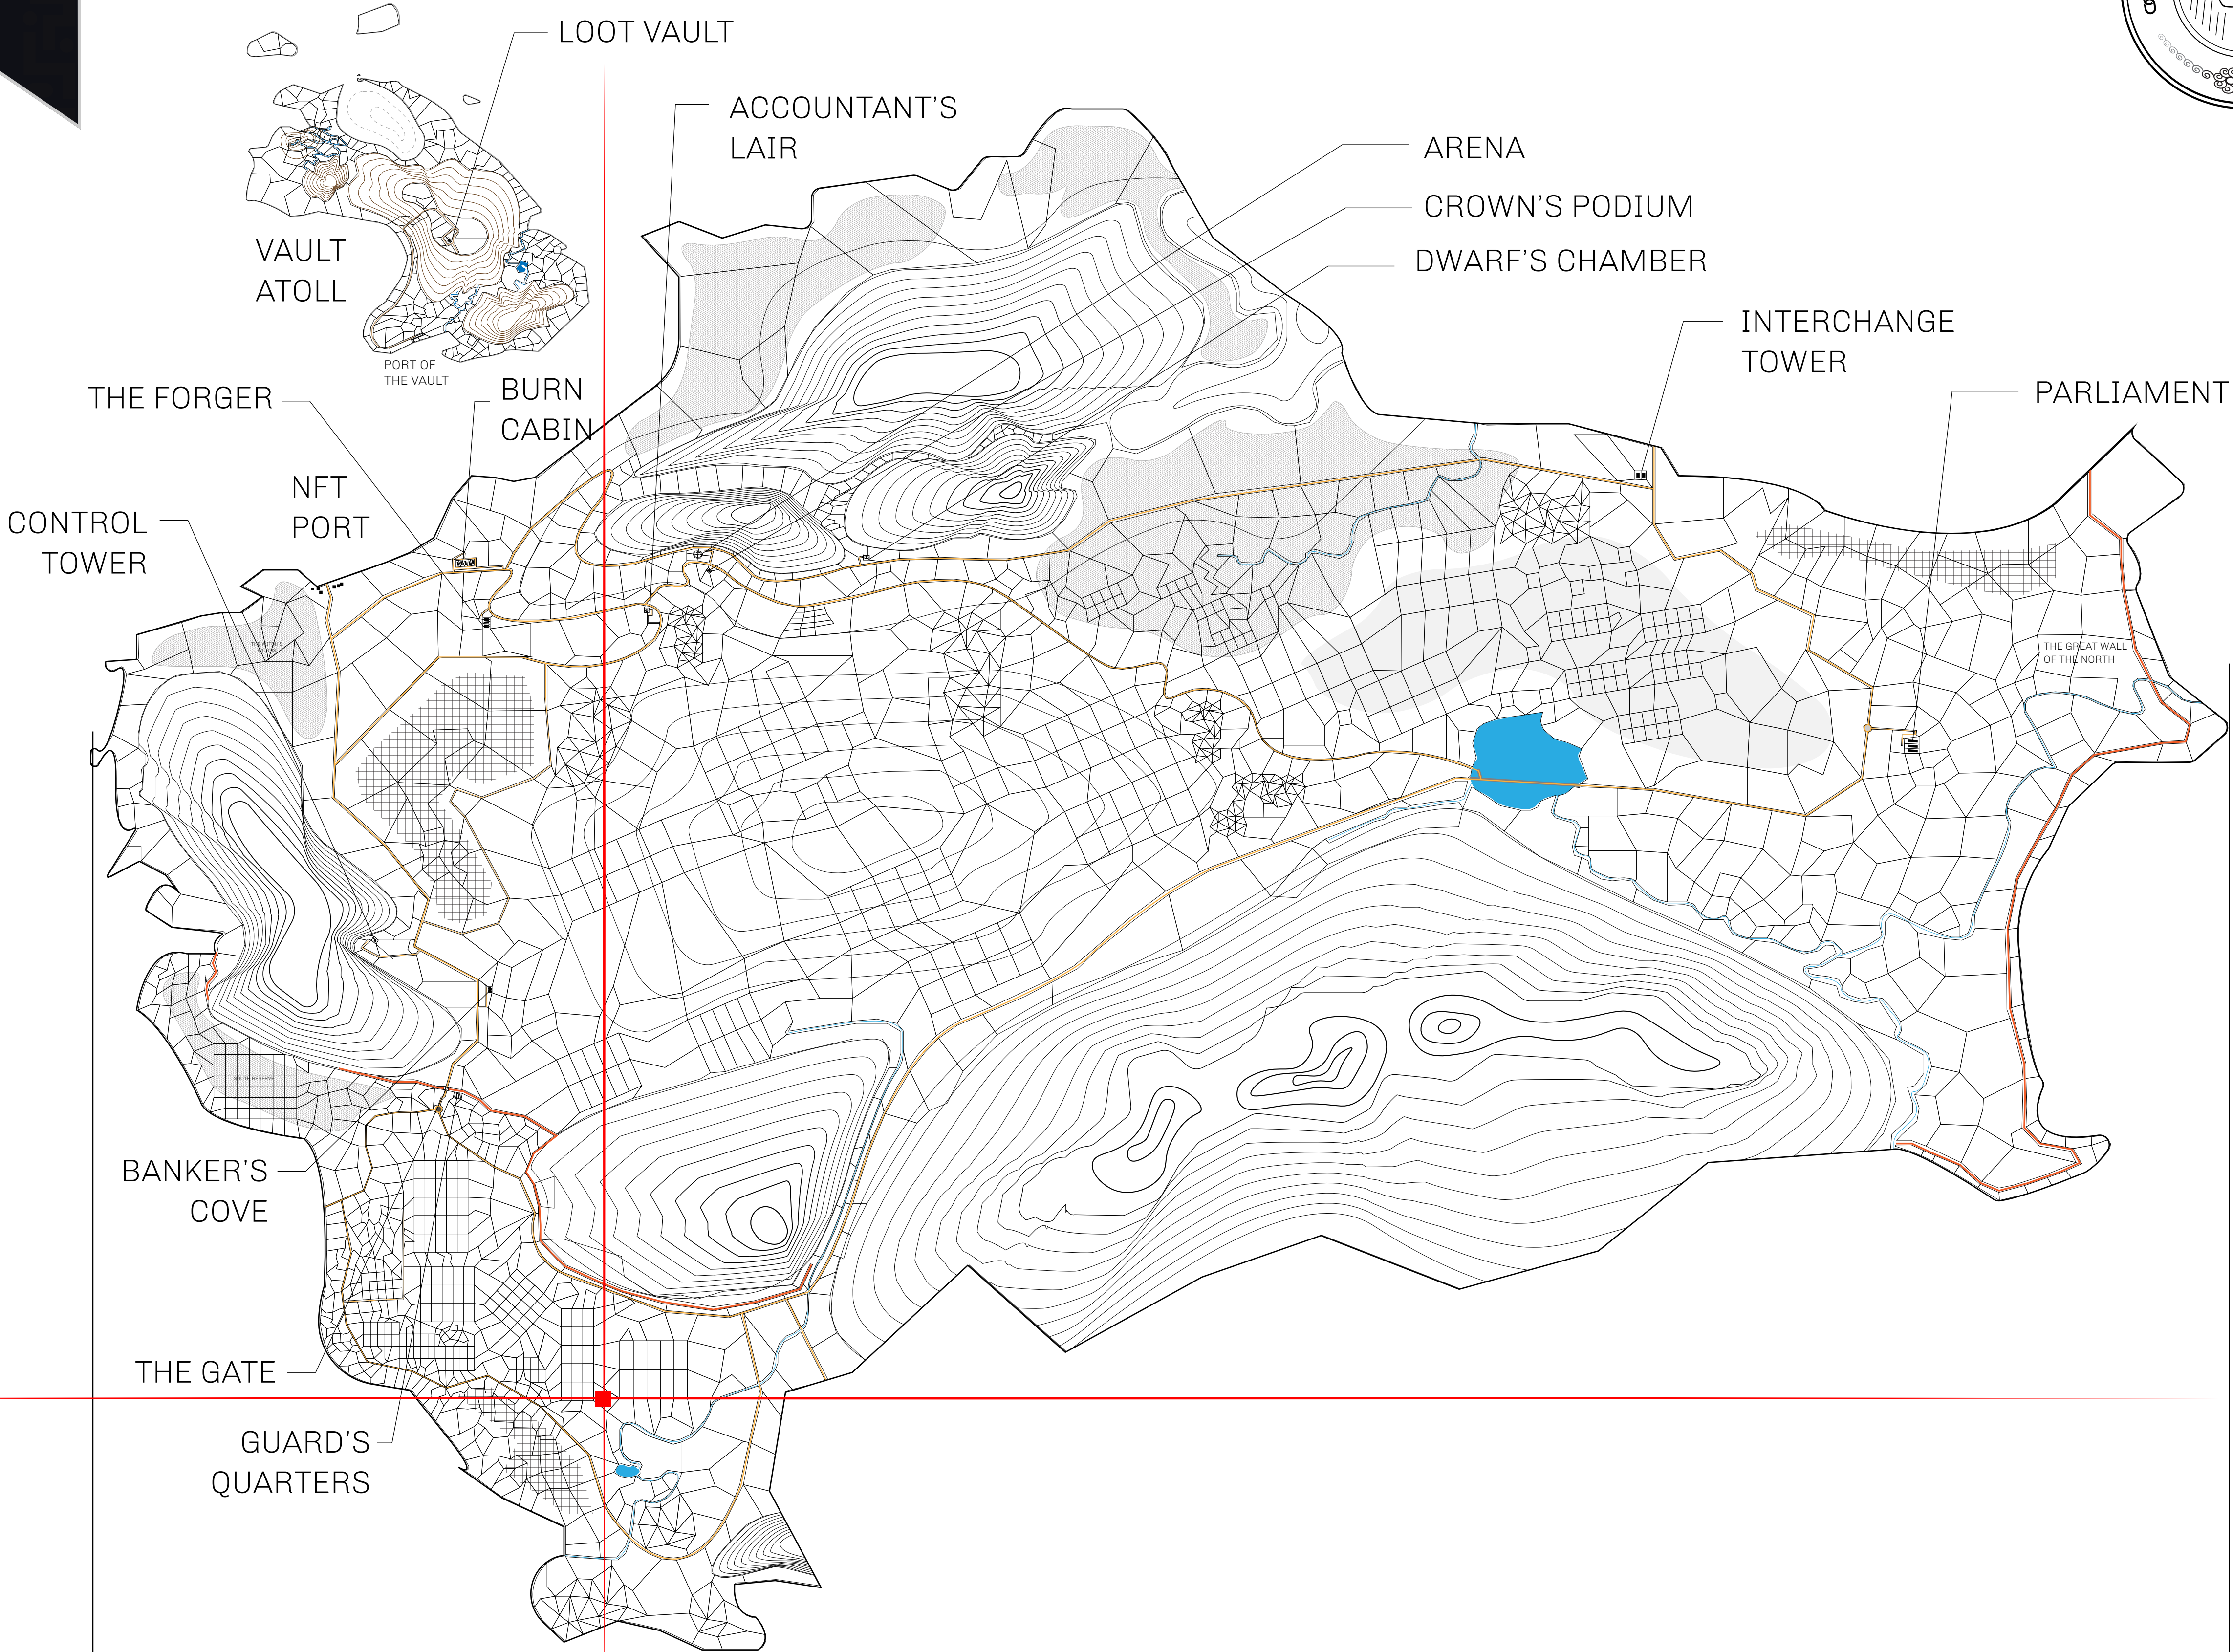 LOOT VAULT
ACCOUNTANT'S
LAIR
ARENA
CROWN'S PODIUM
DWARF'S CHAMBER
VAULT
ATOLL
INTERCHANGE
TOWER
PORT OF
THE VAULT
PARLIAMENT
THE FORGER
BURN
CABIN
NFT
PORT
CONTROL
TOWER
THE GREAT WALL
OF THE NORTH
SOUTH RESERVE
BANKER'S
COVE
THE GATE
GUARD'S
QUARTERS